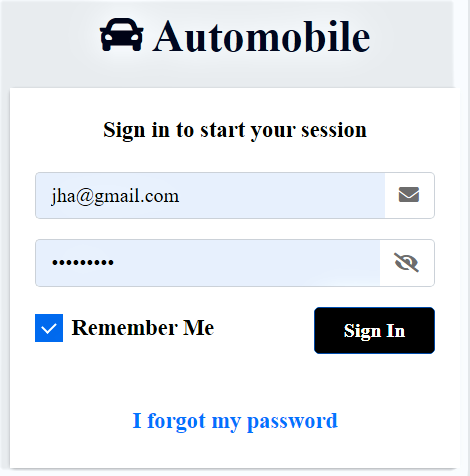 Automobile
Sign in to start your session
jha@gmail.com
•••••••••
Remember Me
Sign In
I forgot my password